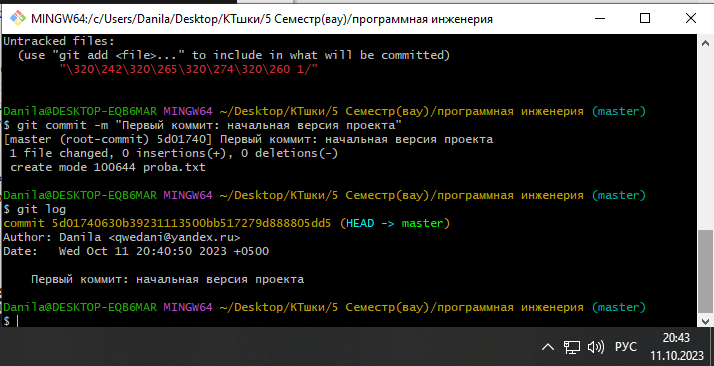 MINGW64:/c/Users/Danila/Desktop/КТшки/5 Семестр(вау)/программная инженерия
Untracked files:
(use "git add <file>..." to include in what will be committed)
"\320\242\320\265\320\274\320\260 1/"
Danila@DESKTOP-EQB6MAR MINGW64 ~/Desktop/КТшки/5 Семестр(вау)/программная инженерия (master)
$ git commit -m "Первый коммит: начальная версия проекта"
[master (root-commit) 5d01740] Первый коммит: начальная версия проекта
1 file changed, 0 insertions(+), 0 deletions(-)
create mode 100644 proba.txt
Danila@DESKTOP-EQB6MAR MINGW64 ~/Desktop/КТшки/5 Семестр(вау)/программная инженерия (master)
$ git log
commit 5d01740630b39231113500bb517279d888805dd5 (HEAD -> master)
Author: Danila <qwedani@yandex.ru>
Date:   Wed Oct 11 20:40:50 2023 +0500
Первый коммит: начальная версия проекта
Danila@DESKTOP-EQB6MAR MINGW64 ~/Desktop/КТшки/5 Семестр(вау)/программная инженерия (master)
$
РУС
20:43
11.10.2023